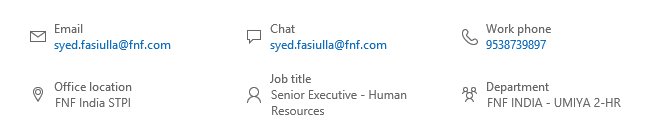 Email
syed.fasiulla@fnf.com
Chat
syed.fasiulla@fnf.com
Work phone
9538739897
Office location
FNF India STPI
Job title
Senior Executive - Human
Resources
Department
FNF INDIA - UMIYA 2-HR